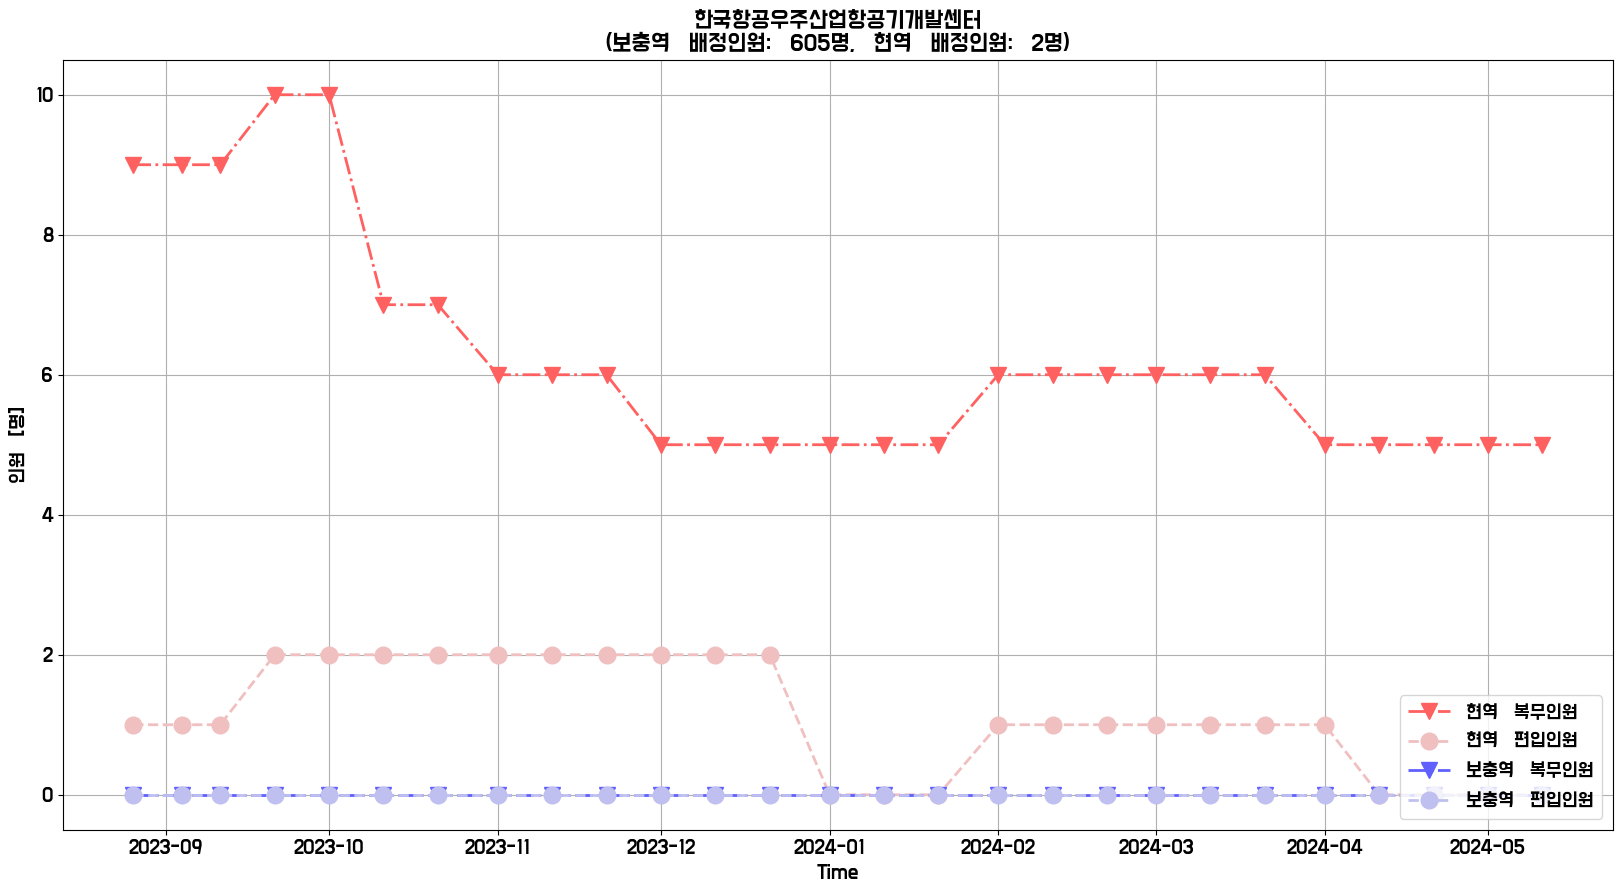 한국항공우주산업항공기개발센터
(보충역 배정인원: 605명, 현역 배정인원: 2명)
10
8
6
4
2
0
인원 [명]
현역 복무인원
현역 편입인원
보충역 복무인원
보충역 편입인원
2023-09 2023-10 2023-11 2023-12 2024-01 2024-02 2024-03 2024-04 2024-05
Time